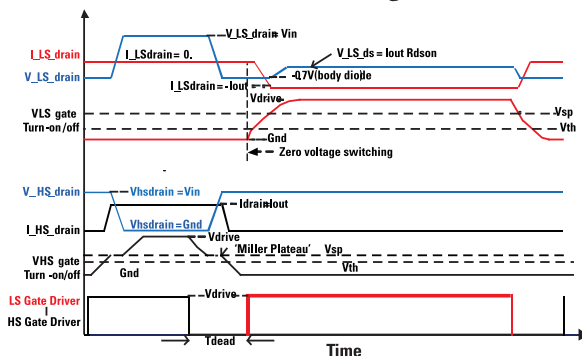 V_LS_drain = Vin
I_LS_drain
I_LSdrain = 0.
V_LS_ds = Iout Rdson
V_LS_drain
-0.7V(body diode)
I_LSdrain = -Iout
Vdrive
VLS gate
Vsp
Turn-on/off
Vth
Gnd
Zero voltage switching
V_HS_drain
Vhsdrain = Vin
Idrain=Iout
Vhsdrain = Gnd
I_HS_drain
Vdrive
'Miller Plateau'
Vsp
VHS gate
Gnd
Vth
Turn-on/off
LS Gate Driver
Vdrive
HS Gate Driver
Tdead
Time